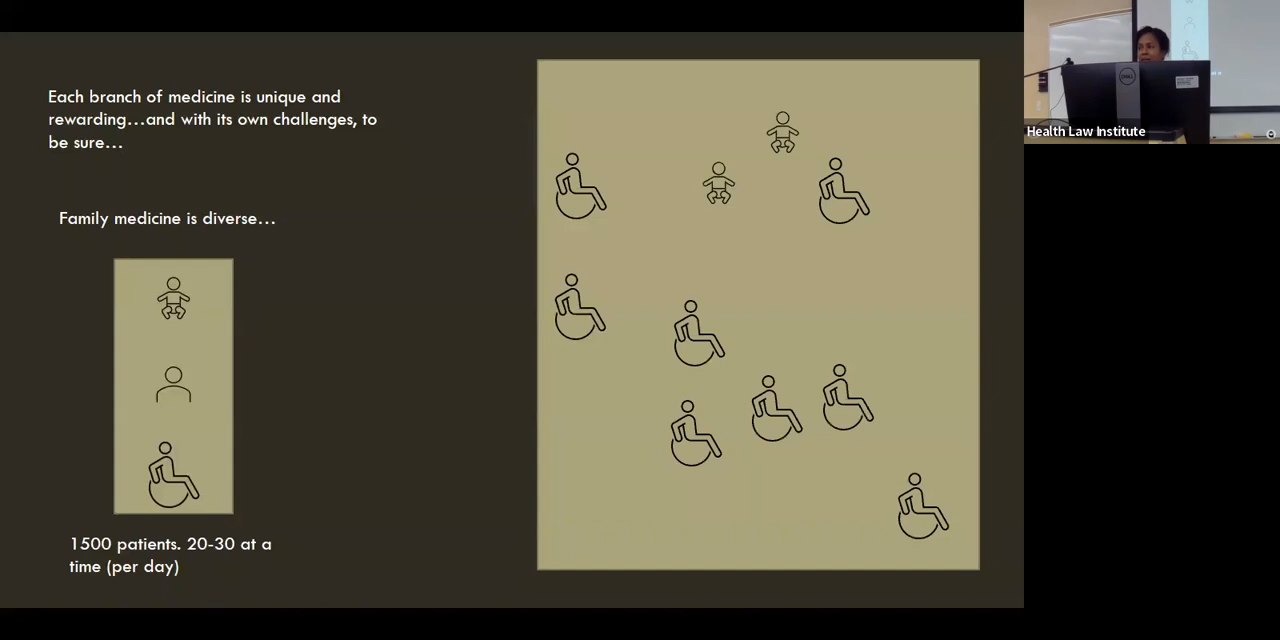 Each branch of medicine is unique and
rewarding…and with its own challenges, to
be sure…
Family medicine is diverse…
1500 patients. 20-30 at a
time (per day)
DELL
Health Law Institute